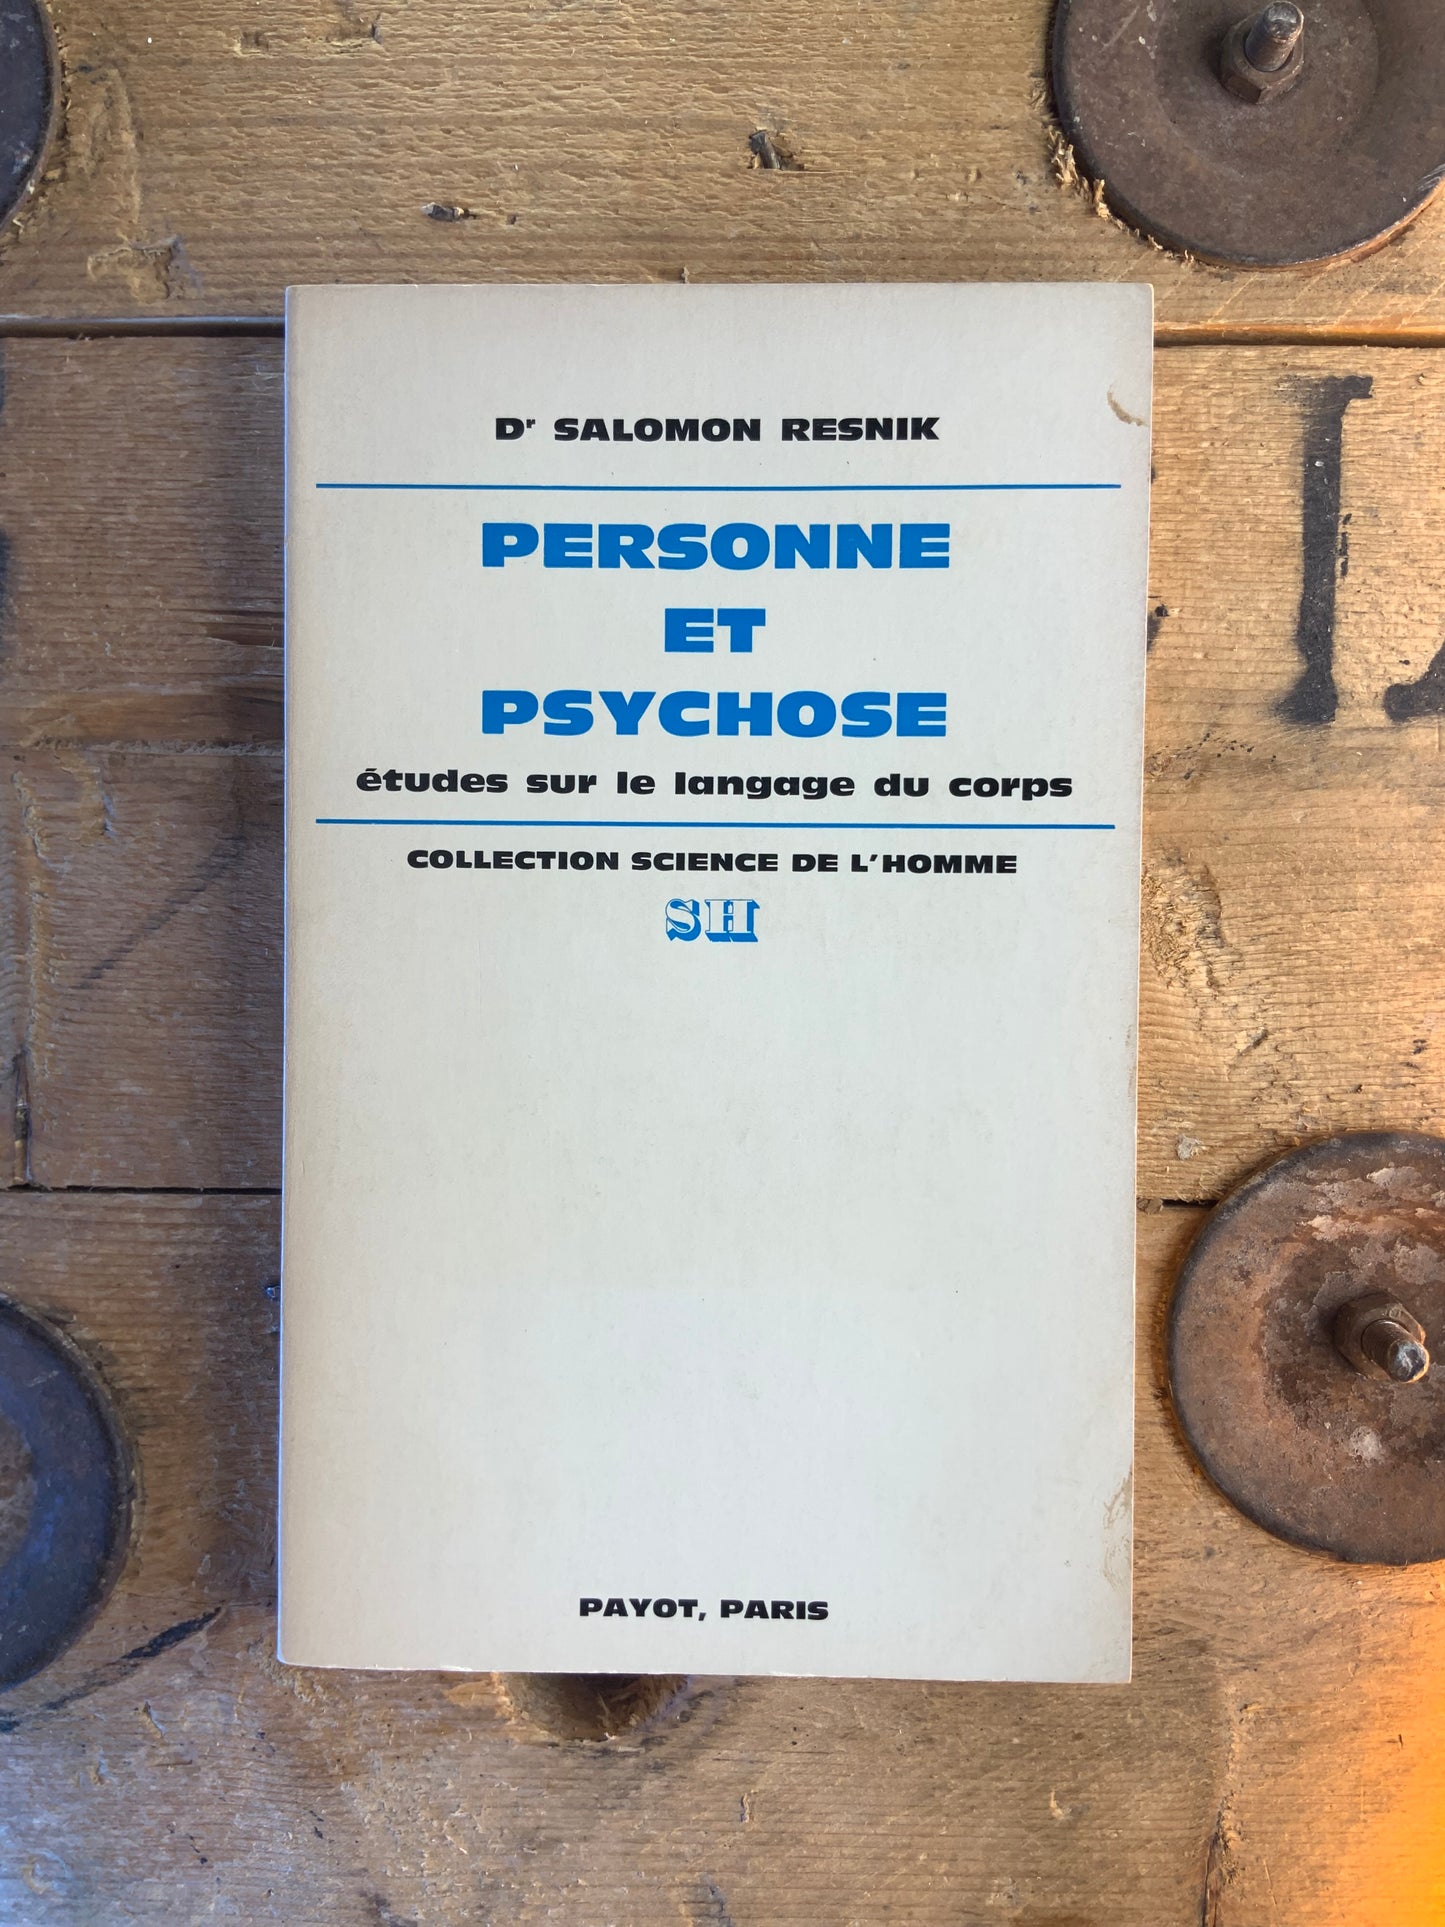 Dr SALOMON RESNIK
PERSONNE
ET
PSYCHOSE
études sur le langage du corps
COLLECTION SCIENCE DE L'HOMME
SH
PAYOT, PARIS